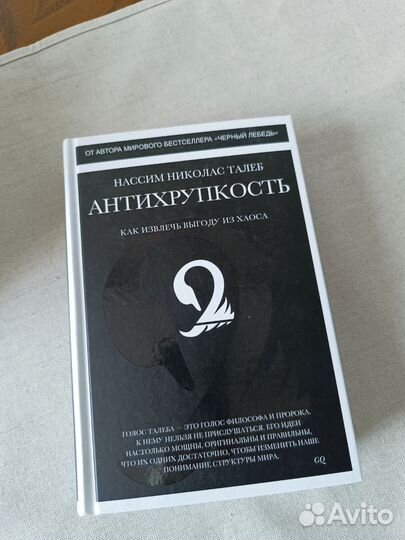 ОТ АВТОРА МИРОВОГО БЕСТСЕЛЛЕРА «ЧЕРНЫЙ ЛЕБЕДЬ»
НАССИМ НИКОЛАС ТАЛЕБ
АНТИХРУПКОСТЬ
КАК ИЗВЛЕЧЬ ВЫГОДУ ИЗ ХАОСА
ГОЛОС ТАЛЕБА — ЭТО ГОЛОС ФИЛОСОФА И ПРОРОКА.
К НЕМУ НЕЛЬЗЯ НЕ ПРИСЛУШАТЬСЯ. ЕГО ИДЕИ
НАСТОЛЬКО МОЩНЫ, ОРИГИНАЛЬНЫ И ПРАВИЛЬНЫ,
ЧТО ИХ ОДНИХ ДОСТАТОЧНО, ЧТОБЫ ИЗМЕНИТЬ НАШЕ
ПОНИМАНИЕ СТРУКТУРЫ МИРА.
GQ
Avito